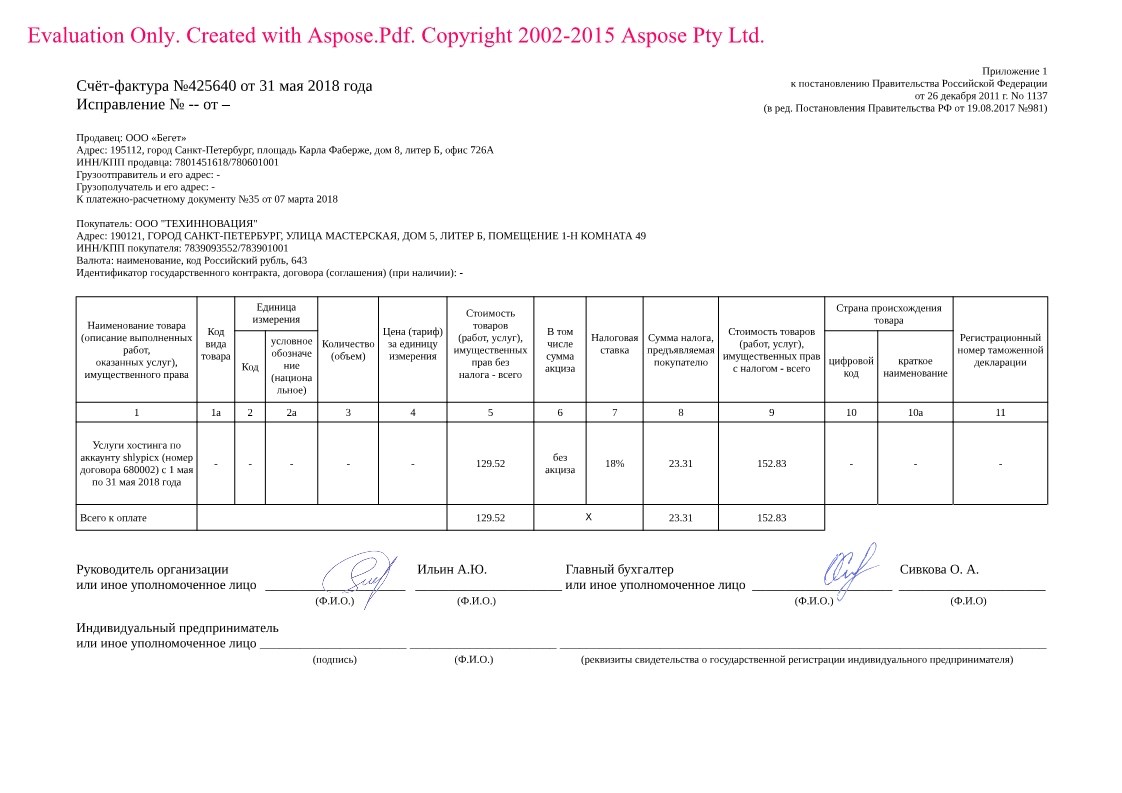 Evaluation Only. Created with Aspose.Pdf. Copyright 2002-2015 Aspose Pty Ltd.
Счёт-фактура №425640 от 31 мая 2018 года
Исправление № -- от –
Приложение 1
к постановлению Правительства Российской Федерации
от 26 декабря 2011 г. No 1137
(в ред. Постановления Правительства РФ от 19.08.2017 №981)
Продавец: ООО «Бегет»
Адрес: 195112, город Санкт-Петербург, площадь Карла Фаберже, дом 8, литер Б, офис 726А
ИНН/КПП продавца: 7801451618/780601001
Грузоотправитель и его адрес: -
Грузополучатель и его адрес: -
К платежно-расчетному документу №35 от 07 марта 2018
Покупатель: ООО "ТЕХИННОВАЦИЯ"
Адрес: 190121, ГОРОД САНКТ-ПЕТЕРБУРГ, УЛИЦА МАСТЕРСКАЯ, ДОМ 5, ЛИТЕР Б, ПОМЕЩЕНИЕ 1-Н КОМНАТА 49
ИНН/КПП покупателя: 7839093552/783901001
Валюта: наименование, код Российский рубль, 643
Идентификатор государственного контракта, договора (соглашения) (при наличии): -
Наименование товара
(описание выполненных
работ,
оказанных услуг),
имущественного права
Код
вида
товара
Единица
измерения
Код
условное
обозначе
ние
(национа
льное)
Количество
(объем)
Цена (тариф)
за единицу
измерения
Стоимость
товаров
(работ, услуг),
имущественных
прав без
налога - всего
В том
числе
сумма
акциза
Налоговая
ставка
Сумма налога,
предъявляемая
покупателю
Стоимость товаров
(работ, услуг),
имущественных прав
с налогом - всего
Страна происхождения
товара
цифровой
код
краткое
наименование
Регистрационный
номер таможенной
декларации
1 1а 2 2а 3 4 5 6 7 8 9 10 10а 11
Услуги хостинга по
аккаунту shlypicx (номер
договора 680002) с 1 мая
по 31 мая 2018 года
- - - - - 129.52 без
акциза
18% 23.31 152.83 - - -
Всего к оплате 129.52 X 23.31 152.83
Руководитель организации
или иное уполномоченное лицо
Ильин А.Ю.
(Ф.И.О.) (Ф.И.О.)
Главный бухгалтер
или иное уполномоченное лицо
Сивкова О. А.
(Ф.И.О.) (Ф.И.О)
Индивидуальный предприниматель
или иное уполномоченное лицо
(подпись) (Ф.И.О.) (реквизиты свидетельства о государственной регистрации индивидуального предпринимателя)